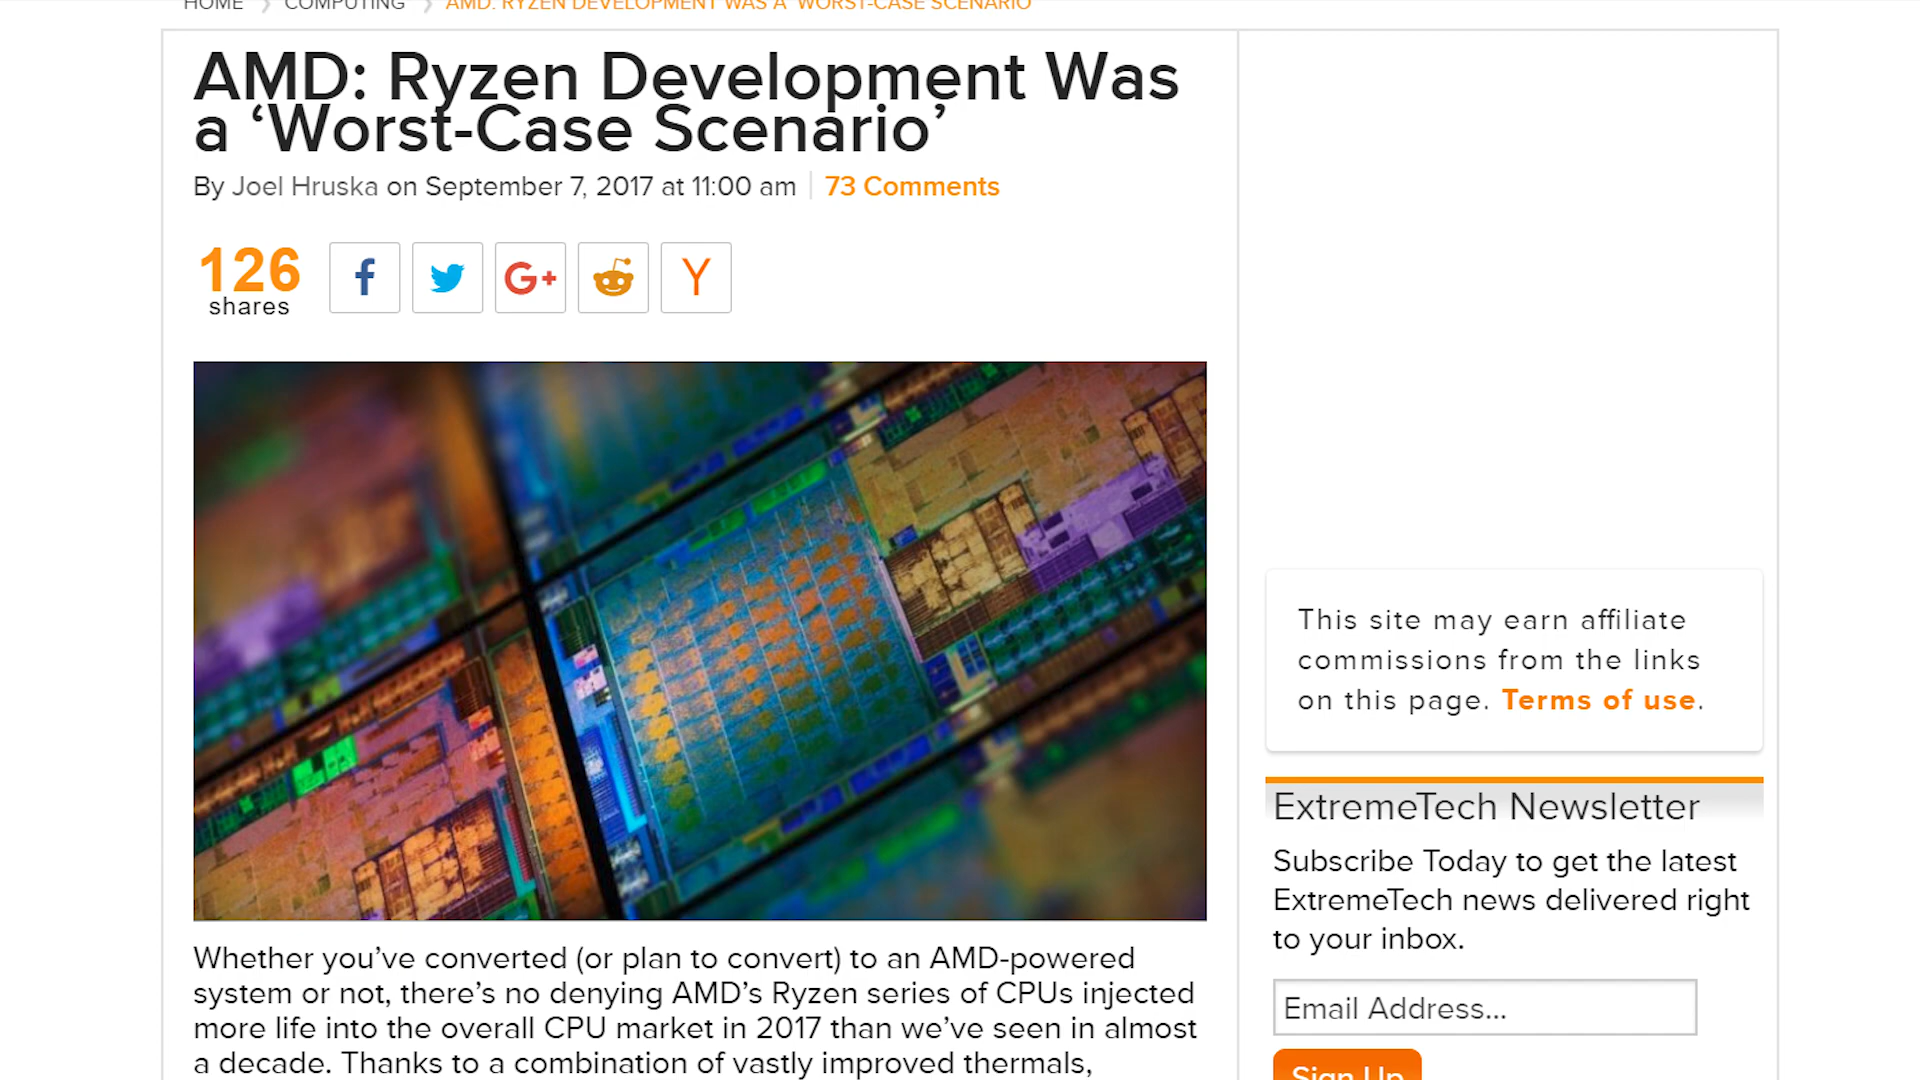 HOME > COMPUTING > AMD: RYZEN DEVELOPMENT WAS A 'WORST-CASE SCENARIO'
AMD: Ryzen Development Was
a ‘Worst-Case Scenario’
By Joel Hruska on September 7, 2017 at 11:00 am | 73 Comments
126
shares
f
G+
Y
This site may earn affiliate
commissions from the links
on this page. Terms of use.
ExtremeTech Newsletter
Subscribe Today to get the latest
ExtremeTech news delivered right
to your inbox.
Email Address...
Sign Up
Whether you’ve converted (or plan to convert) to an AMD-powered
system or not, there’s no denying AMD’s Ryzen series of CPUs injected
more life into the overall CPU market in 2017 than we’ve seen in almost
a decade. Thanks to a combination of vastly improved thermals,